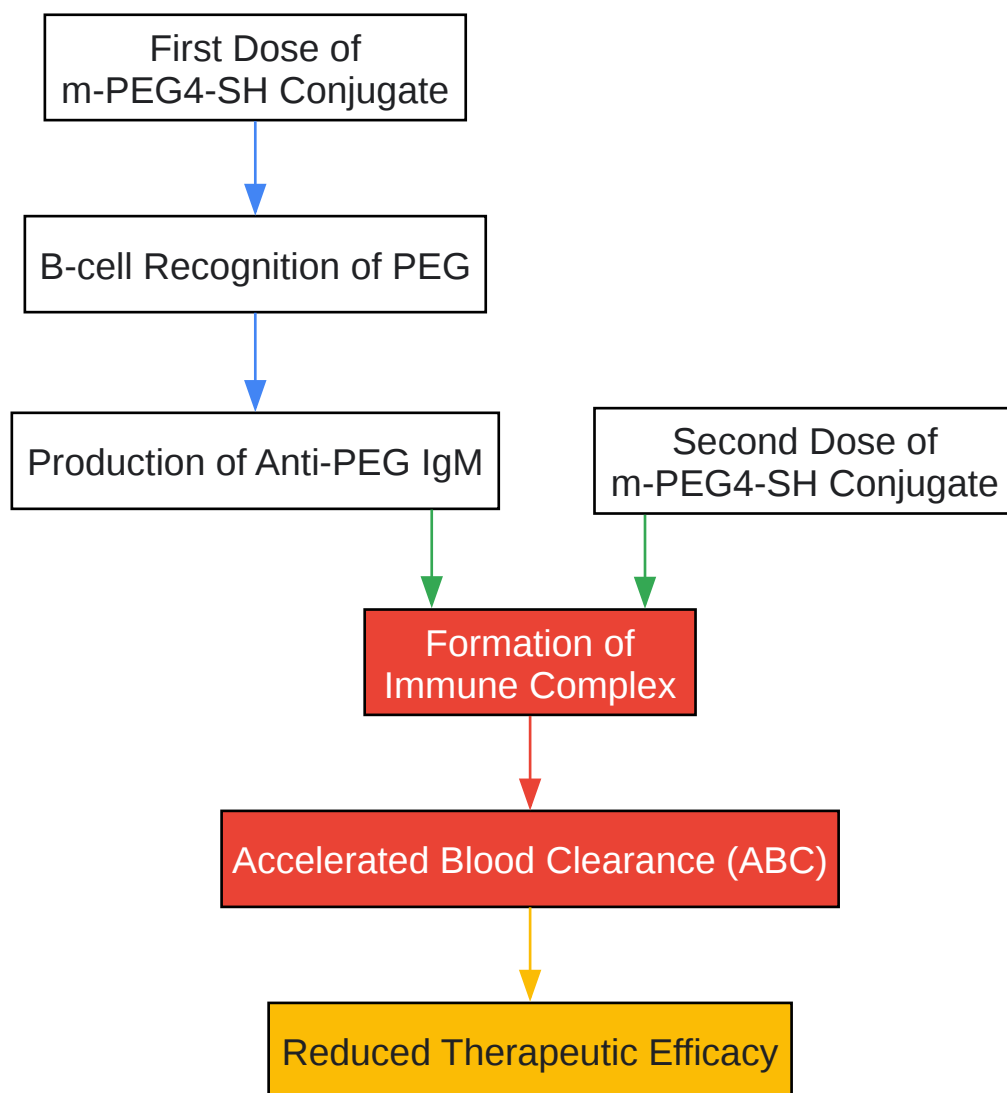 First Dose of
m-PEG4-SH Conjugate
B-cell Recognition of PEG
Production of Anti-PEG IgM
Second Dose of
m-PEG4-SH Conjugate
Formation of
Immune Complex
Accelerated Blood Clearance (ABC)
Reduced Therapeutic Efficacy